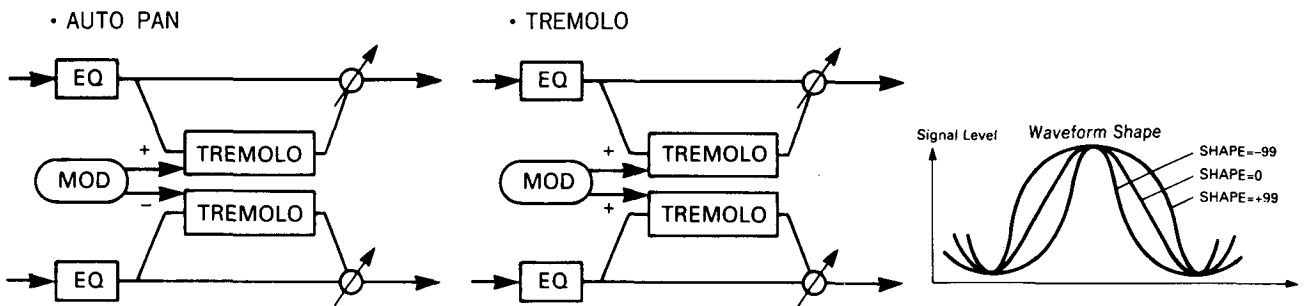 • AUTO PAN
EQ
+
TREMOLO
MOD
TREMOLO
−
EQ
• TREMOLO
EQ
+
TREMOLO
MOD
TREMOLO
+
EQ
Signal Level
Waveform Shape
SHAPE=−99
SHAPE=0
SHAPE=+99